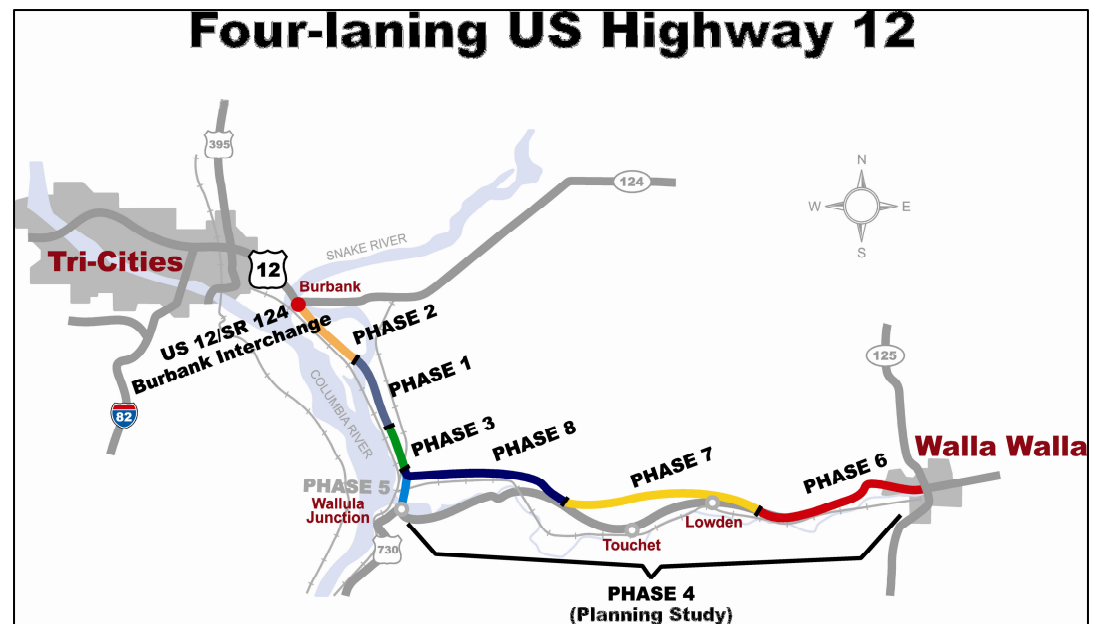 Four-laning US Highway 12
395
124
N
W
E
S
SNAKE RIVER
Tri-Cities
12
Burbank
US 12/SR 124
Burbank Interchange
PHASE 2
125
PHASE 1
COLUMBIA RIVER
82
PHASE 3
PHASE 8
Walla Walla
PHASE 7
PHASE 6
PHASE 5
Wallula
Junction
Lowden
Touchet
730
PHASE 4
(Planning Study)